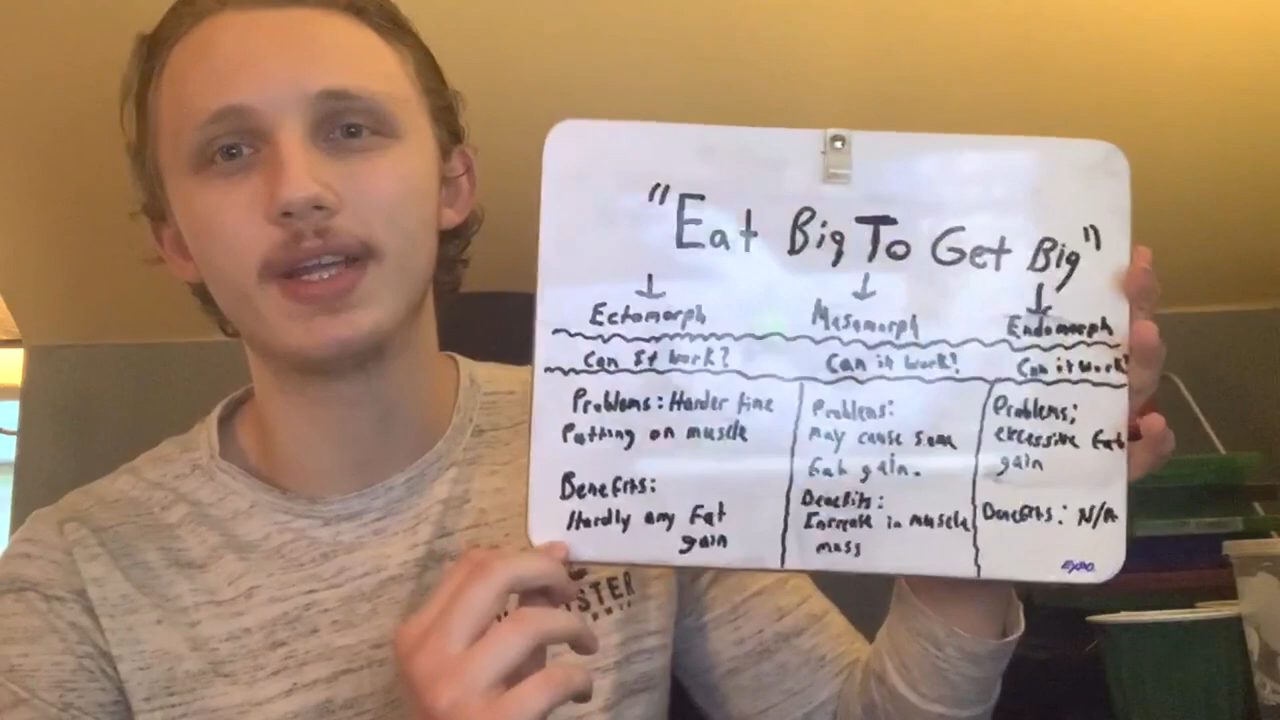 "Eat Big To Get Big"
Ectomorph Mesomorph Endomorph
Can it work? Can it work? Can it work?
Problems: Harder time
Putting on muscle
Benefits:
Hardly any Fat
gain
Problems:
may cause some
Fat gain.
Benefits:
Increase in muscle
mass
Problems;
excessive Fat
gain
Benefits: N/A
EXPO